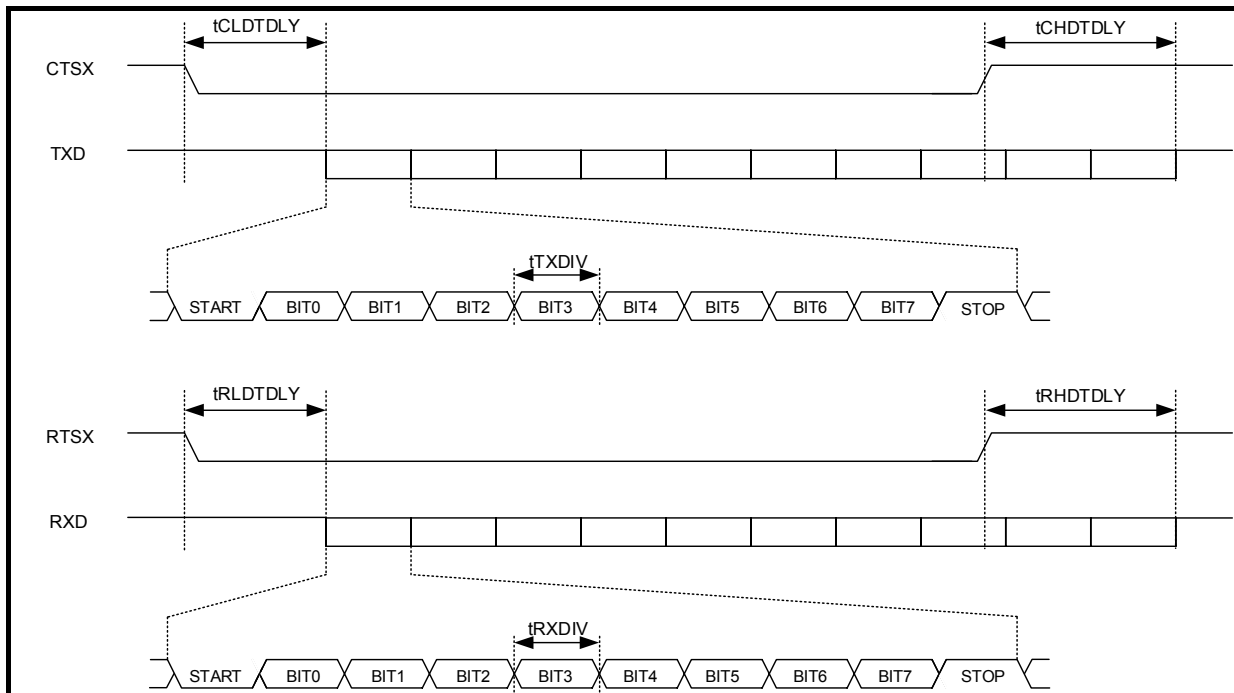 tCLDTDLY tCHDTDLY
CTSX
TXD
tTXDIV
START BIT0 BIT1 BIT2 BIT3 BIT4 BIT5 BIT6 BIT7 STOP
tRLDTDLY tRHDTDLY
RTSX
RXD
tRXDIV
START BIT0 BIT1 BIT2 BIT3 BIT4 BIT5 BIT6 BIT7 STOP